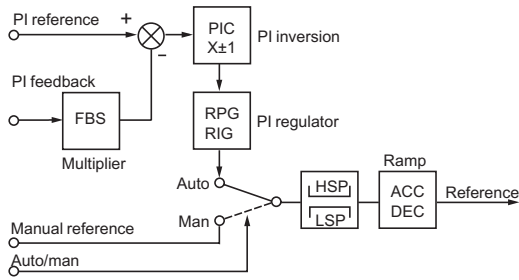 PI reference
+
−
PIC
X±1
PI inversion
PI feedback
FBS
Multiplier
RPG
RIG
PI regulator
Auto
Man
HSP
LSP
Ramp
ACC
DEC
Reference
Manual reference
Auto/man